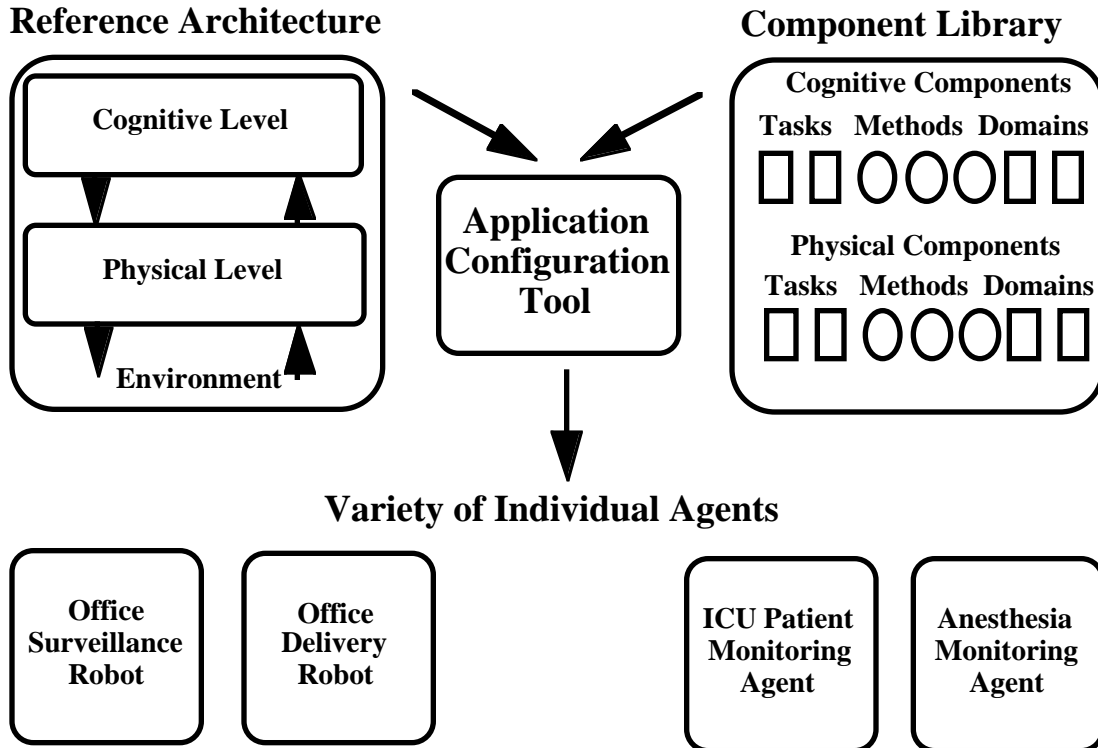 Reference Architecture
Cognitive Level
Physical Level
Environment
Application
Configuration
Tool
Component Library
Cognitive Components
Tasks Methods Domains
Physical Components
Tasks Methods Domains
Variety of Individual Agents
Office
Surveillance
Robot
Office
Delivery
Robot
ICU Patient
Monitoring
Agent
Anesthesia
Monitoring
Agent